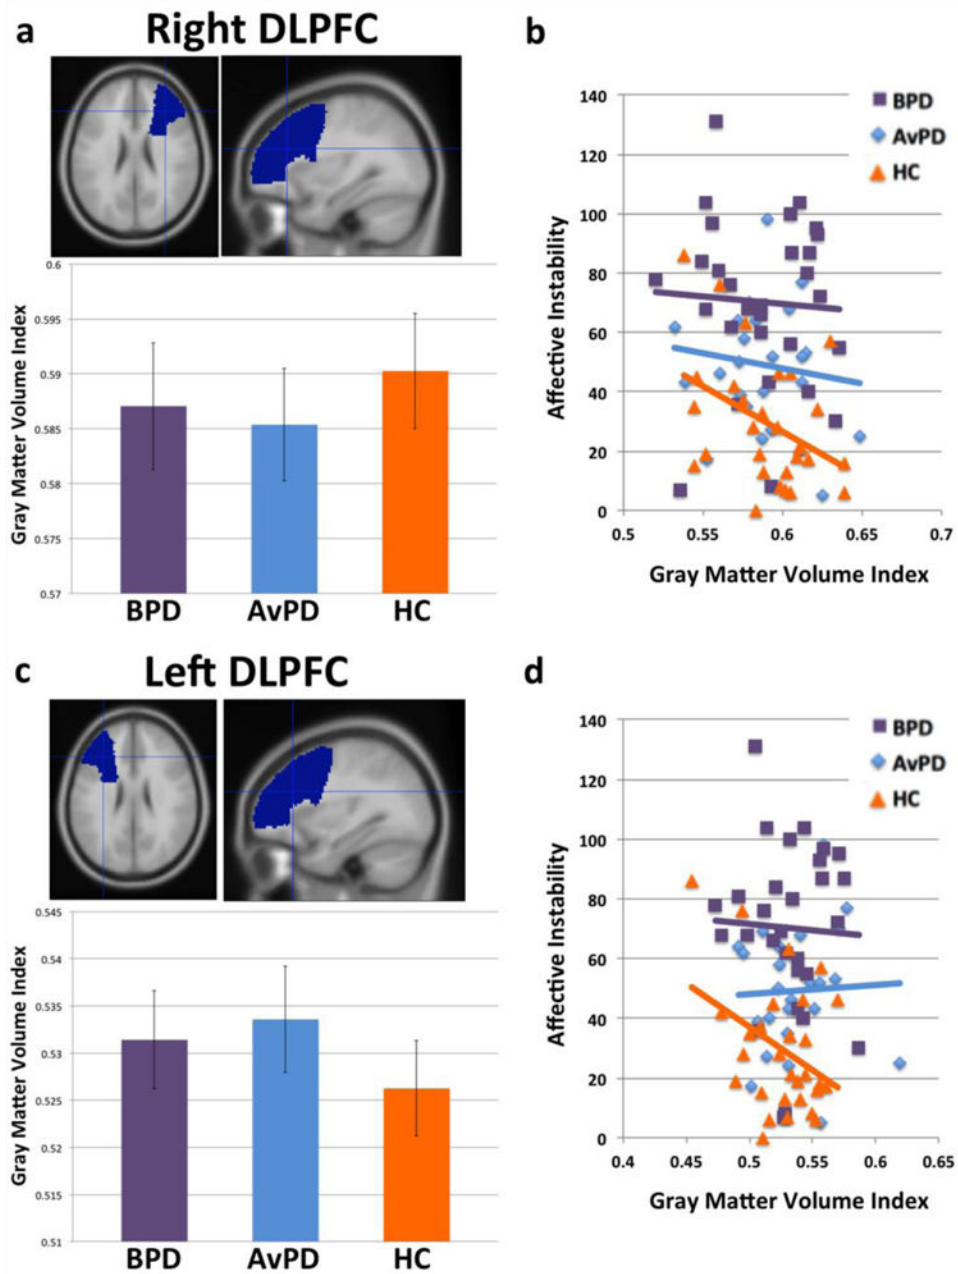 a
Right DLPFC
0.6
0.595
0.59
0.585
0.58
0.575
0.57
Gray Matter Volume Index
BPD
AvPD
HC
b
BPD
AvPD
HC
140
120
100
80
60
40
20
0
Affective Instability
0.5
0.55
0.6
0.65
0.7
Gray Matter Volume Index
c
Left DLPFC
0.545
0.54
0.535
0.53
0.525
0.52
0.515
0.51
Gray Matter Volume Index
BPD
AvPD
HC
d
BPD
AvPD
HC
140
120
100
80
60
40
20
0
Affective Instability
0.4
0.45
0.5
0.55
0.6
0.65
Gray Matter Volume Index